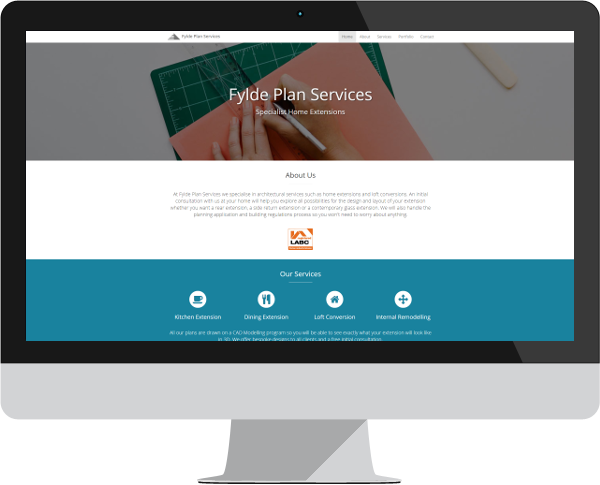 Fylde Plan Services
Home About Services Portfolio Contact
Fylde Plan Services
Specialist Home Extensions
About Us
At Fylde Plan Services we specialise in architectural services such as home extensions and loft conversions. An initial
consultation with us at your home will help you explore all possibilities for the design and layout of your extension
whether you want a rear extension, a side return extension or a contemporary glass extension. We will also handle the
planning application and building regulations process so you won't need to worry about anything.
LABC
Our Services
Kitchen Extension Dining Extension Loft Conversion Internal Remodelling
All our plans are drawn on a CAD Modelling program so you will be able to see exactly what your extension will look like
in 3D. We offer bespoke designs to all clients and a free initial consultation.